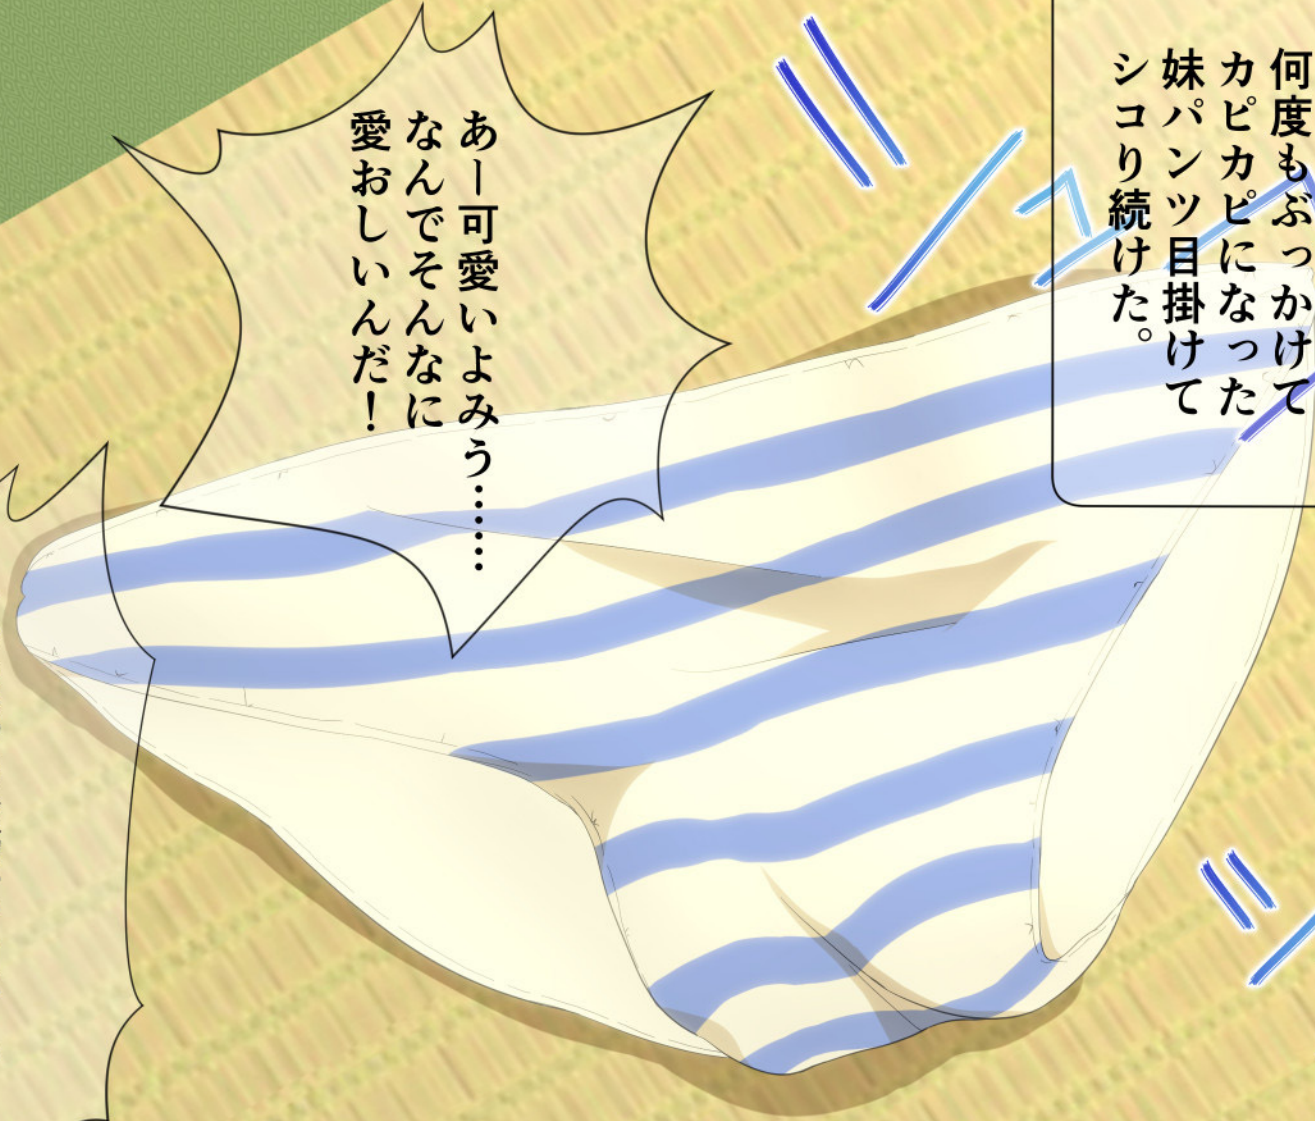 何度もぶっかけて
カピカピになった
妹パンツ目掛けて
シコり続けた。
あー可愛いよみう……
なんでそんなに
愛おしいんだ!